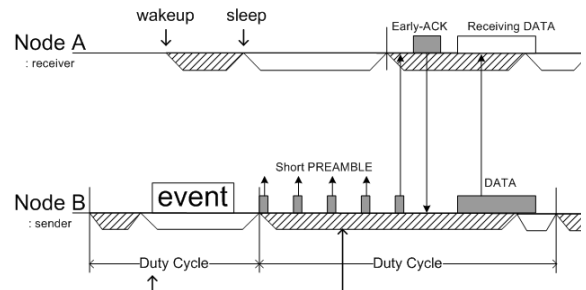 wakeup sleep
Early-ACK Receiving DATA
Node A
: receiver
Short PREAMBLE
event
DATA
Node B
: sender
Duty Cycle Duty Cycle